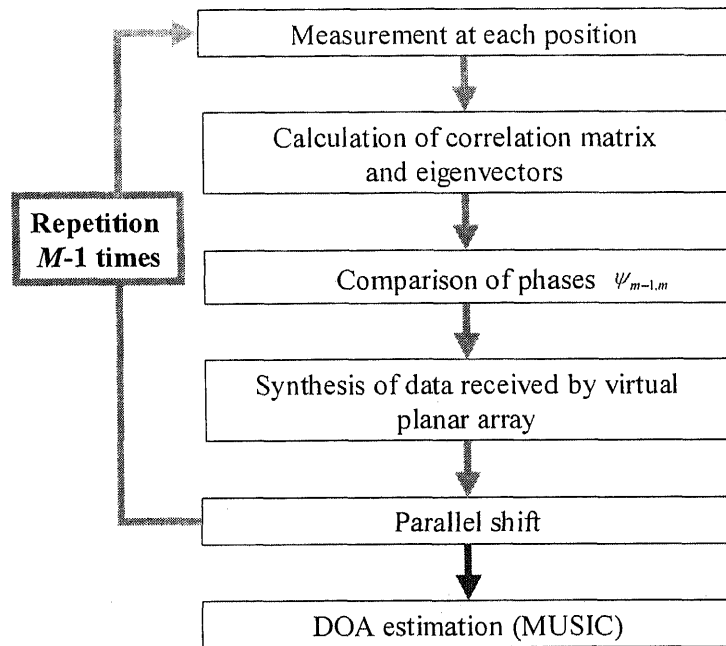 Measurement at each position
Calculation of correlation matrix
and eigenvectors
Repetition
M-1 times
Comparison of phases ψm−1,m
Synthesis of data received by virtual
planar array
Parallel shift
DOA estimation (MUSIC)